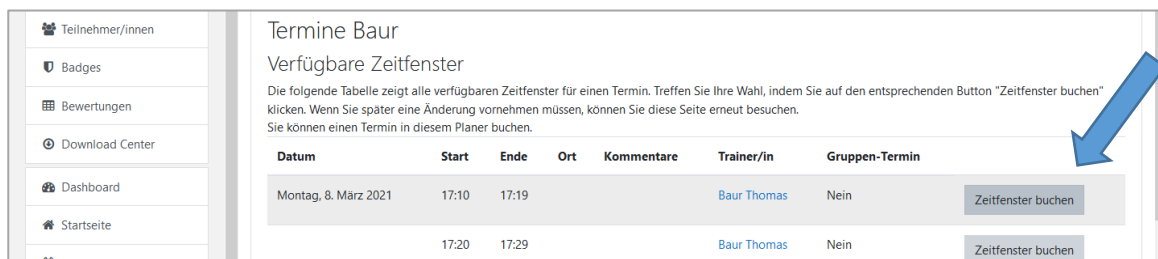 Teilnehmer/innen
Badges
Bewertungen
Download Center
Dashboard
Startseite
Termine Baur
Verfügbare Zeitfenster
Die folgende Tabelle zeigt alle verfügbaren Zeitfenster für einen Termin. Treffen Sie Ihre Wahl, indem Sie auf den entsprechenden Button "Zeitfenster buchen"
klicken. Wenn Sie später eine Änderung vornehmen müssen, können Sie diese Seite erneut besuchen.
Sie können einen Termin in diesem Planer buchen.
Datum Start Ende Ort Kommentare Trainer/in Gruppen-Termin
Montag, 8. März 2021 17:10 17:19 Baur Thomas Nein Zeitfenster buchen
17:20 17:29 Baur Thomas Nein Zeitfenster buchen